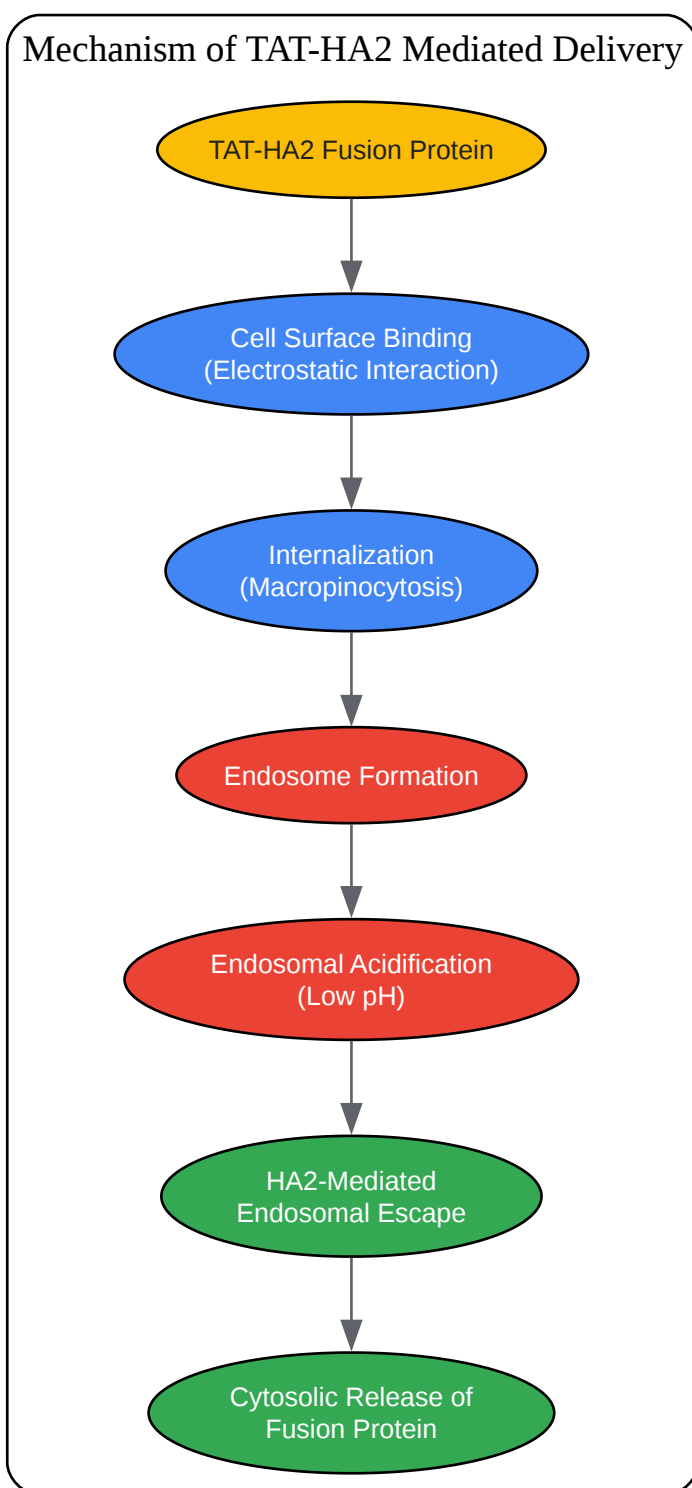 Mechanism of TAT-HA2 Mediated Delivery
TAT-HA2 Fusion Protein
Cell Surface Binding
(Electrostatic Interaction)
Internalization
(Macropinocytosis)
Endosome Formation
Endosomal Acidification
(Low pH)
HA2-Mediated
Endosomal Escape
Cytosolic Release of
Fusion Protein